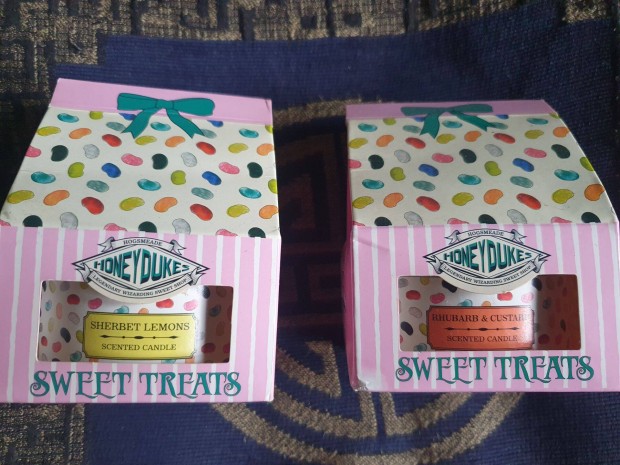 HOGSMEADE
HONEYDUKES
LEGENDARY WIZARDING SWEET SHOP
SHERBET LEMONS
SCENTED CANDLE
SWEET TREATS
HOGSMEADE
HONEYDUKES
LEGENDARY WIZARDING SWEET SHOP
RHUBARB & CUSTARD
SCENTED CANDLE
SWEET TREATS